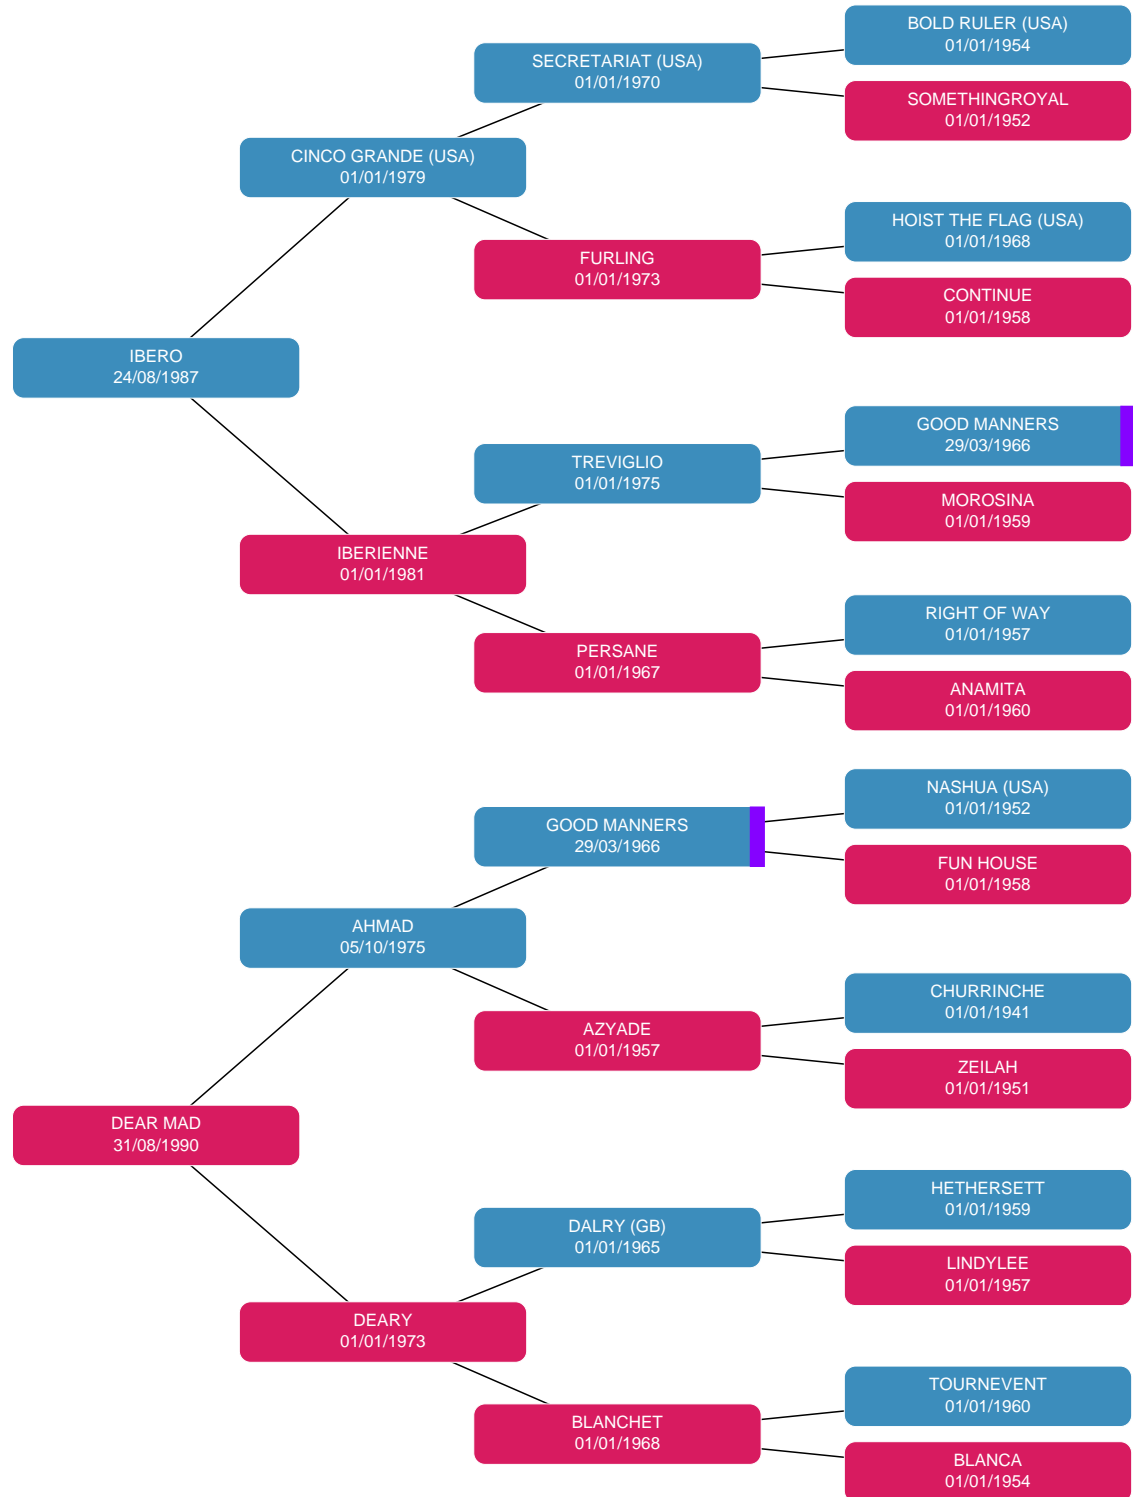 BOLD RULER (USA)
01/01/1954
SECRETARIAT (USA)
01/01/1970
SOMETHINGROYAL
01/01/1952
CINCO GRANDE (USA)
01/01/1979
HOIST THE FLAG (USA)
01/01/1968
FURLING
01/01/1973
CONTINUE
01/01/1958
IBERO
24/08/1987
GOOD MANNERS
29/03/1966
TREVIGLIO
01/01/1975
MOROSINA
01/01/1959
IBERIENNE
01/01/1981
RIGHT OF WAY
01/01/1957
PERSANE
01/01/1967
ANAMITA
01/01/1960
NASHUA (USA)
01/01/1952
GOOD MANNERS
29/03/1966
FUN HOUSE
01/01/1958
AHMAD
05/10/1975
CHURRINCHE
01/01/1941
AZYADE
01/01/1957
ZEILAH
01/01/1951
DEAR MAD
31/08/1990
HETHERSETT
01/01/1959
DALRY (GB)
01/01/1965
LINDYLEE
01/01/1957
DEARY
01/01/1973
TOURNEVENT
01/01/1960
BLANCHET
01/01/1968
BLANCA
01/01/1954